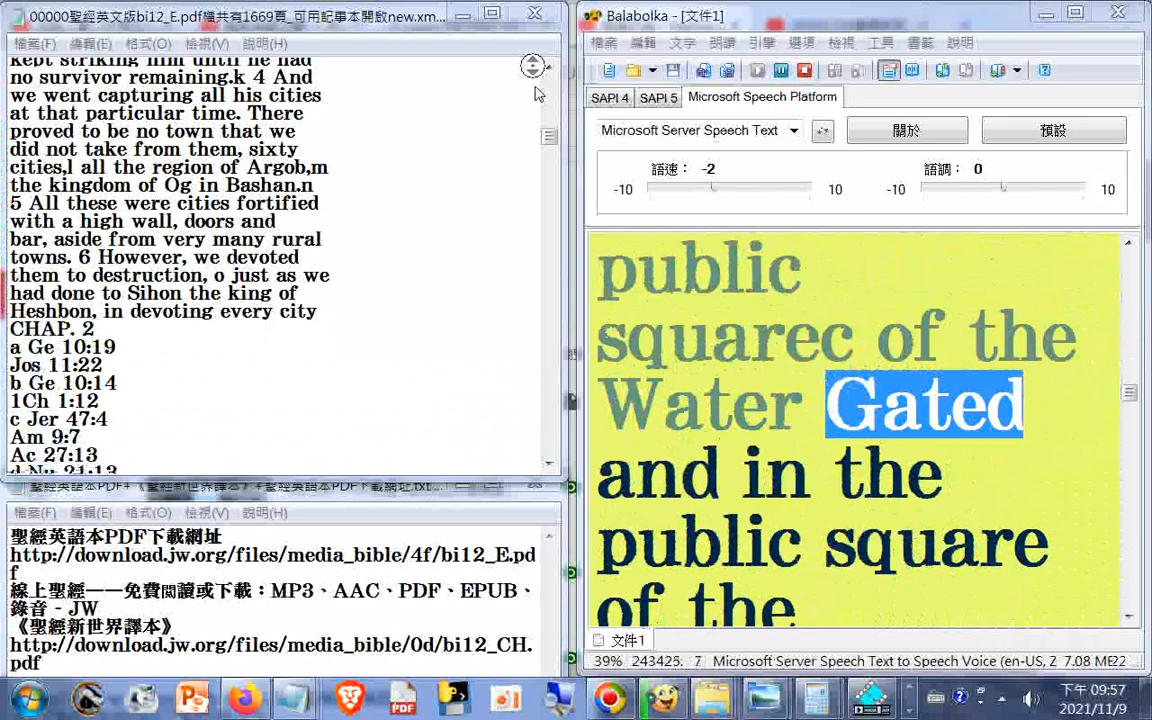 00000聖經英文版bi12_E.pdf檔共有1669頁_可用記事本開啟new.xm...
檔案(F) 編輯(E) 格式(O) 檢視(V) 說明(H)
kept striking him until he had
no survivor remaining.k 4 And
we went capturing all his cities
at that particular time. There
proved to be no town that we
did not take from them, sixty
cities,l all the region of Argob,m
the kingdom of Og in Bashan.n
5 All these were cities fortified
with a high wall, doors and
bar, aside from very many rural
towns. 6 However, we devoted
them to destruction, o just as we
had done to Sihon the king of
Heshbon, in devoting every city
CHAP. 2
a Ge 10:19
Jos 11:22
b Ge 10:14
1Ch 1:12
c Jer 47:4
Am 9:7
Ac 27:13
d Nu 21:13
聖經英語本PDF4《聖經新世界譯本》4聖經英語本PDF下載網址.txt...
檔案(F) 編輯(E) 格式(O) 檢視(V) 說明(H)
聖經英語本PDF下載網址
http://download.jw.org/files/media_bible/4f/bi12_E.pd
f
線上聖經——免費閱讀或下載：MP3、AAC、PDF、EPUB、
錄音 - JW
《聖經新世界譯本》
http://download.jw.org/files/media_bible/0d/bi12_CH.
pdf
Balabolka - [文件1]
檔案 編輯 文字 朗讀 引擎 選項 檢視 工具 書籤 說明
SAPI 4 SAPI 5 Microsoft Speech Platform
Microsoft Server Speech Text 關於 預設
語速： -2 語調： 0
-10 10 -10 10
public
squarec of the
Water Gated
and in the
public square
of the
文件1
39% 243425: 7 Microsoft Server Speech Text to Speech Voice (en-US, Z 7.08 ME22
下午 09:57
2021/11/9